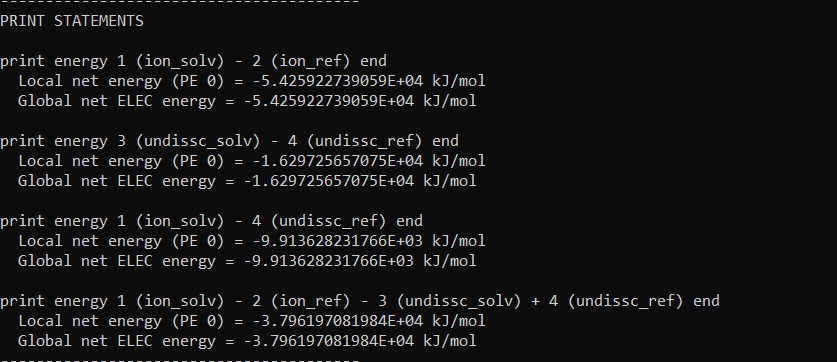 PRINT STATEMENTS
print energy 1 (ion_solv) - 2 (ion_ref) end
Local net energy (PE 0) = -5.425922739059E+04 kJ/mol
Global net ELEC energy = -5.425922739059E+04 kJ/mol
print energy 3 (undissc_solv) - 4 (undissc_ref) end
Local net energy (PE 0) = -1.629725657075E+04 kJ/mol
Global net ELEC energy = -1.629725657075E+04 kJ/mol
print energy 1 (ion_solv) - 4 (undissc_ref) end
Local net energy (PE 0) = -9.913628231766E+03 kJ/mol
Global net ELEC energy = -9.913628231766E+03 kJ/mol
print energy 1 (ion_solv) - 2 (ion_ref) - 3 (undissc_solv) + 4 (undissc_ref) end
Local net energy (PE 0) = -3.796197081984E+04 kJ/mol
Global net ELEC energy = -3.796197081984E+04 kJ/mol